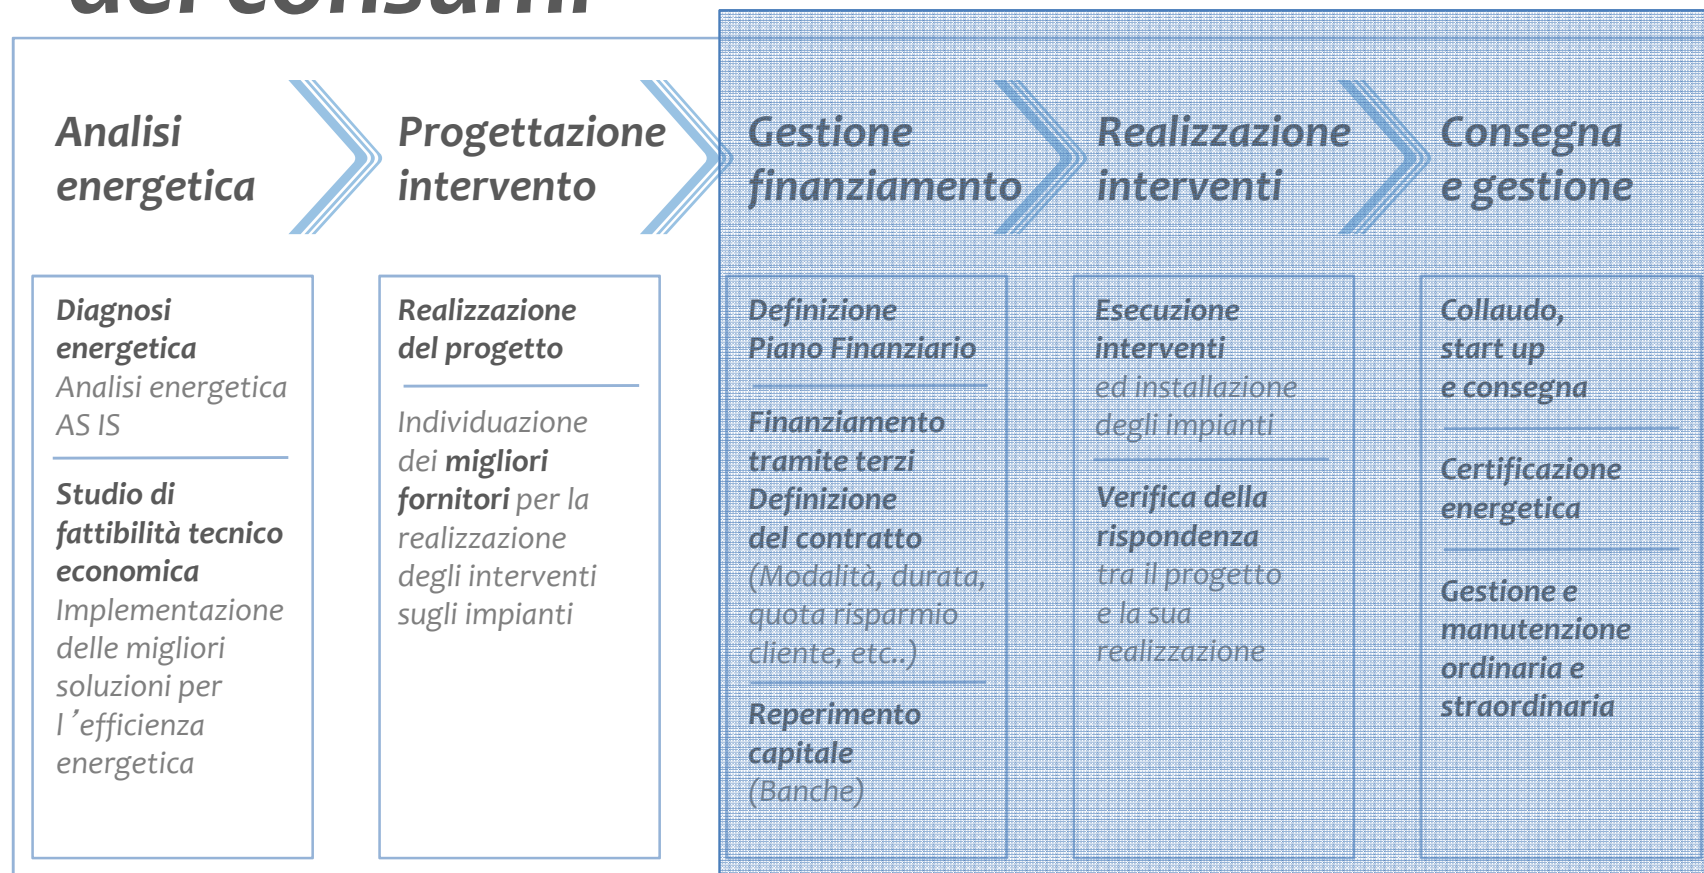 dei consumi
Analisi
energetica
Progettazione
intervento
Gestione
finanziamento
Realizzazione
interventi
Consegna
e gestione
Diagnosi
energetica
Analisi energetica
AS IS
Studio di
fattibilità tecnico
economica
Implementazione
delle migliori
soluzioni per
l’efficienza
energetica
Realizzazione
del progetto
Individuazione
dei migliori
fornitori per la
realizzazione
degli interventi
sugli impianti
Definizione
Piano Finanziario
Finanziamento
tramite terzi
Definizione
del contratto
(Modalità, durata,
quota risparmio
cliente, etc..)
Reperimento
capitale
(Banche)
Esecuzione
interventi
ed installazione
degli impianti
Verifica della
rispondenza
tra il progetto
e la sua
realizzazione
Collaudo,
start up
e consegna
Certificazione
energetica
Gestione e
manutenzione
ordinaria e
straordinaria